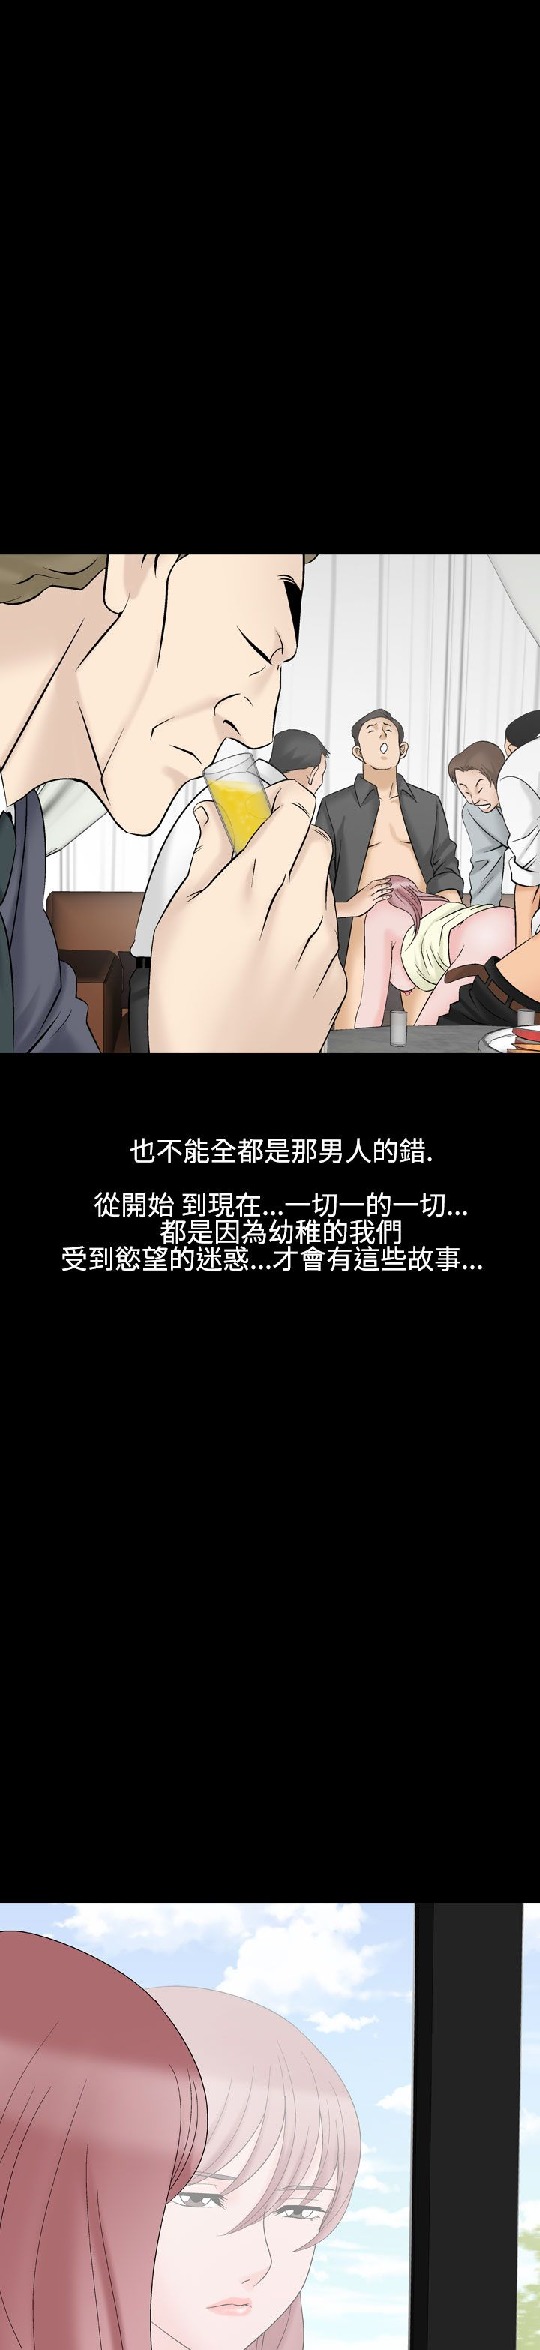 也不能全都是那男人的錯.
從開始 到現在...一切一的一切...
都是因為幼稚的我們
受到慾望的迷惑...才會有這些故事...